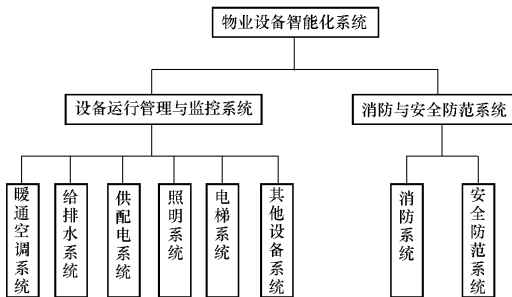 物业设备智能化系统
设备运行管理与监控系统
消防与安全防范系统
暖通空调系统
给排水系统
供配电系统
照明系统
电梯系统
其他设备系统
消防系统
安全防范系统